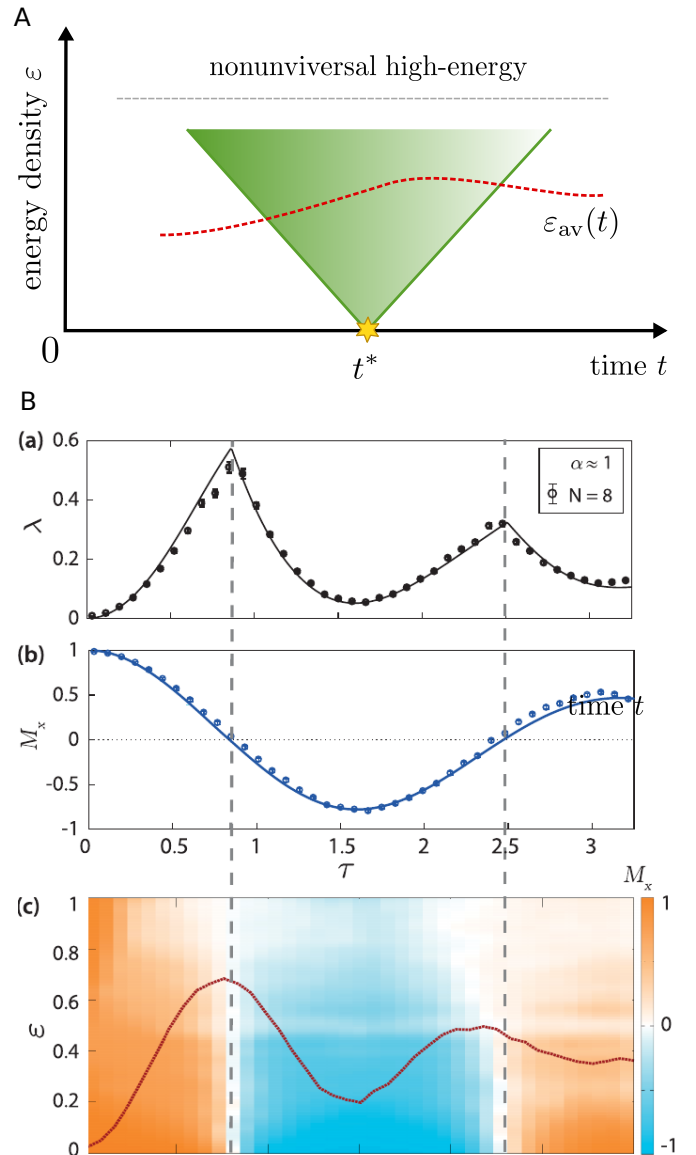 A
nonunviversal high-energy
energy density ε
ε_av(t)
0
t*
time t
B
(a)
0.6
0.4
0.2
0
λ
α ≈ 1
N = 8
(b)
1
0.5
0
-0.5
-1
M_x
time t
0
0.5
1
1.5
2
2.5
3
τ
M_x
(c)
1
0.8
0.6
0.4
0.2
0
ε
1
0
-1